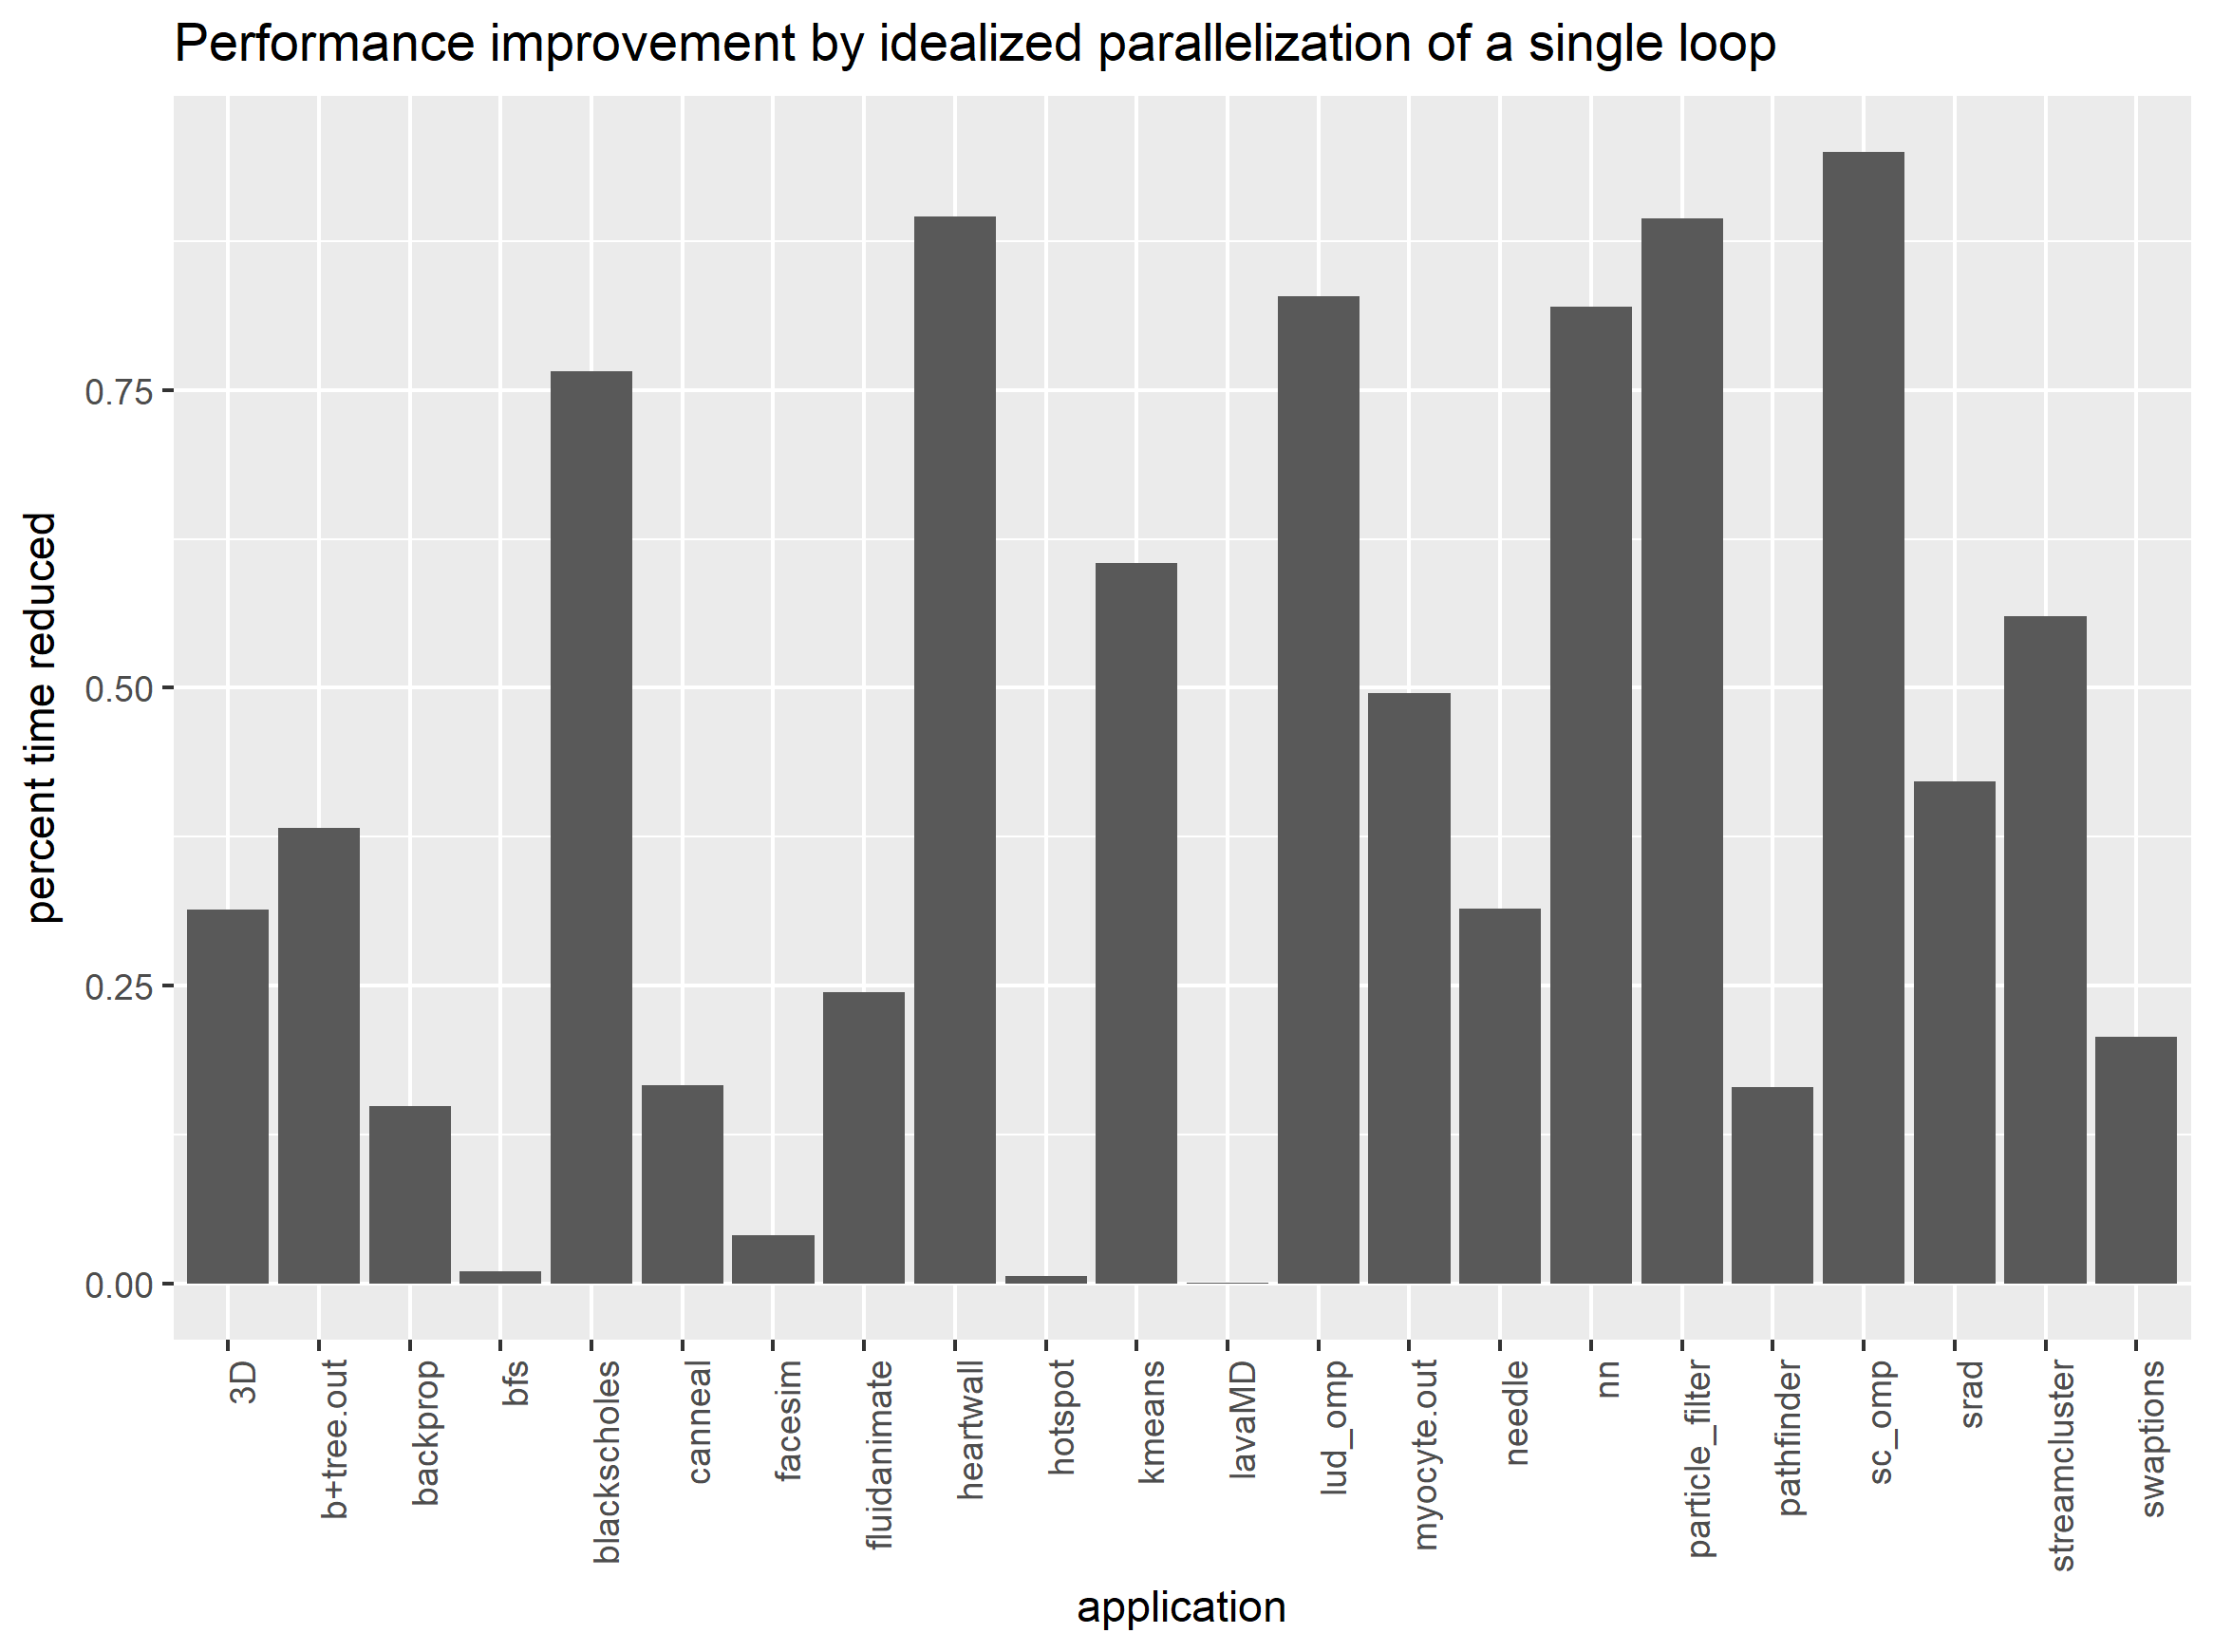 Performance improvement by idealized parallelization of a single loop
percent time reduced
0.75
0.50
0.25
0.00
3D
b+tree.out
backprop
bfs
blackscholes
canneal
facesim
fluidanimate
heartwall
hotspot
kmeans
lavaMD
lud_omp
myocyte.out
needle
nn
particle_filter
pathfinder
sc_omp
srad
streamcluster
swaptions
application